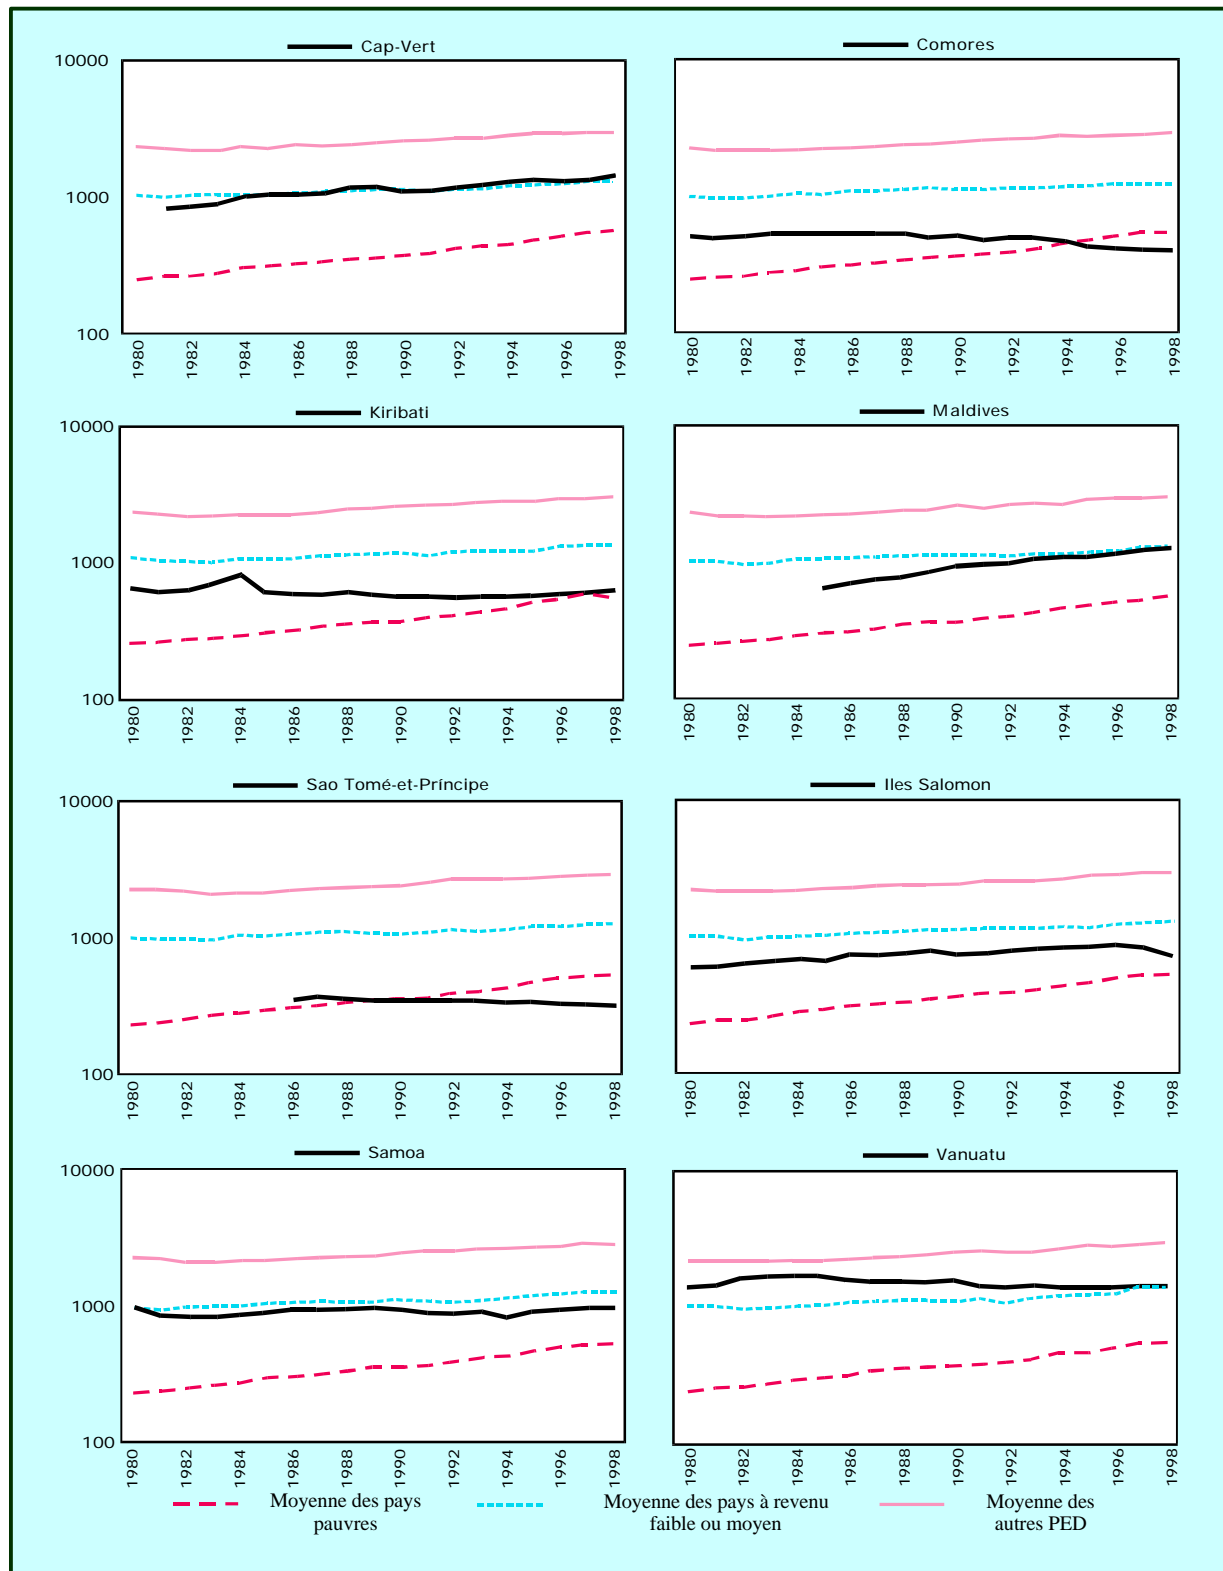 Cap-Vert
10000
1000
100
1980 1982 1984 1986 1988 1990 1992 1994 1996 1998
Comores
1980 1982 1984 1986 1988 1990 1992 1994 1996 1998
Kiribati
10000
1000
100
1980 1982 1984 1986 1988 1990 1992 1994 1996 1998
Maldives
1980 1982 1984 1986 1988 1990 1992 1994 1996 1998
Sao Tomé-et-Príncipe
10000
1000
100
1980 1982 1984 1986 1988 1990 1992 1994 1996 1998
Iles Salomon
1980 1982 1984 1986 1988 1990 1992 1994 1996 1998
Samoa
10000
1000
100
1980 1982 1984 1986 1988 1990 1992 1994 1996 1998
Vanuatu
1980 1982 1984 1986 1988 1990 1992 1994 1996 1998
Moyenne des pays
pauvres
Moyenne des pays à revenu
faible ou moyen
Moyenne des
autres PED